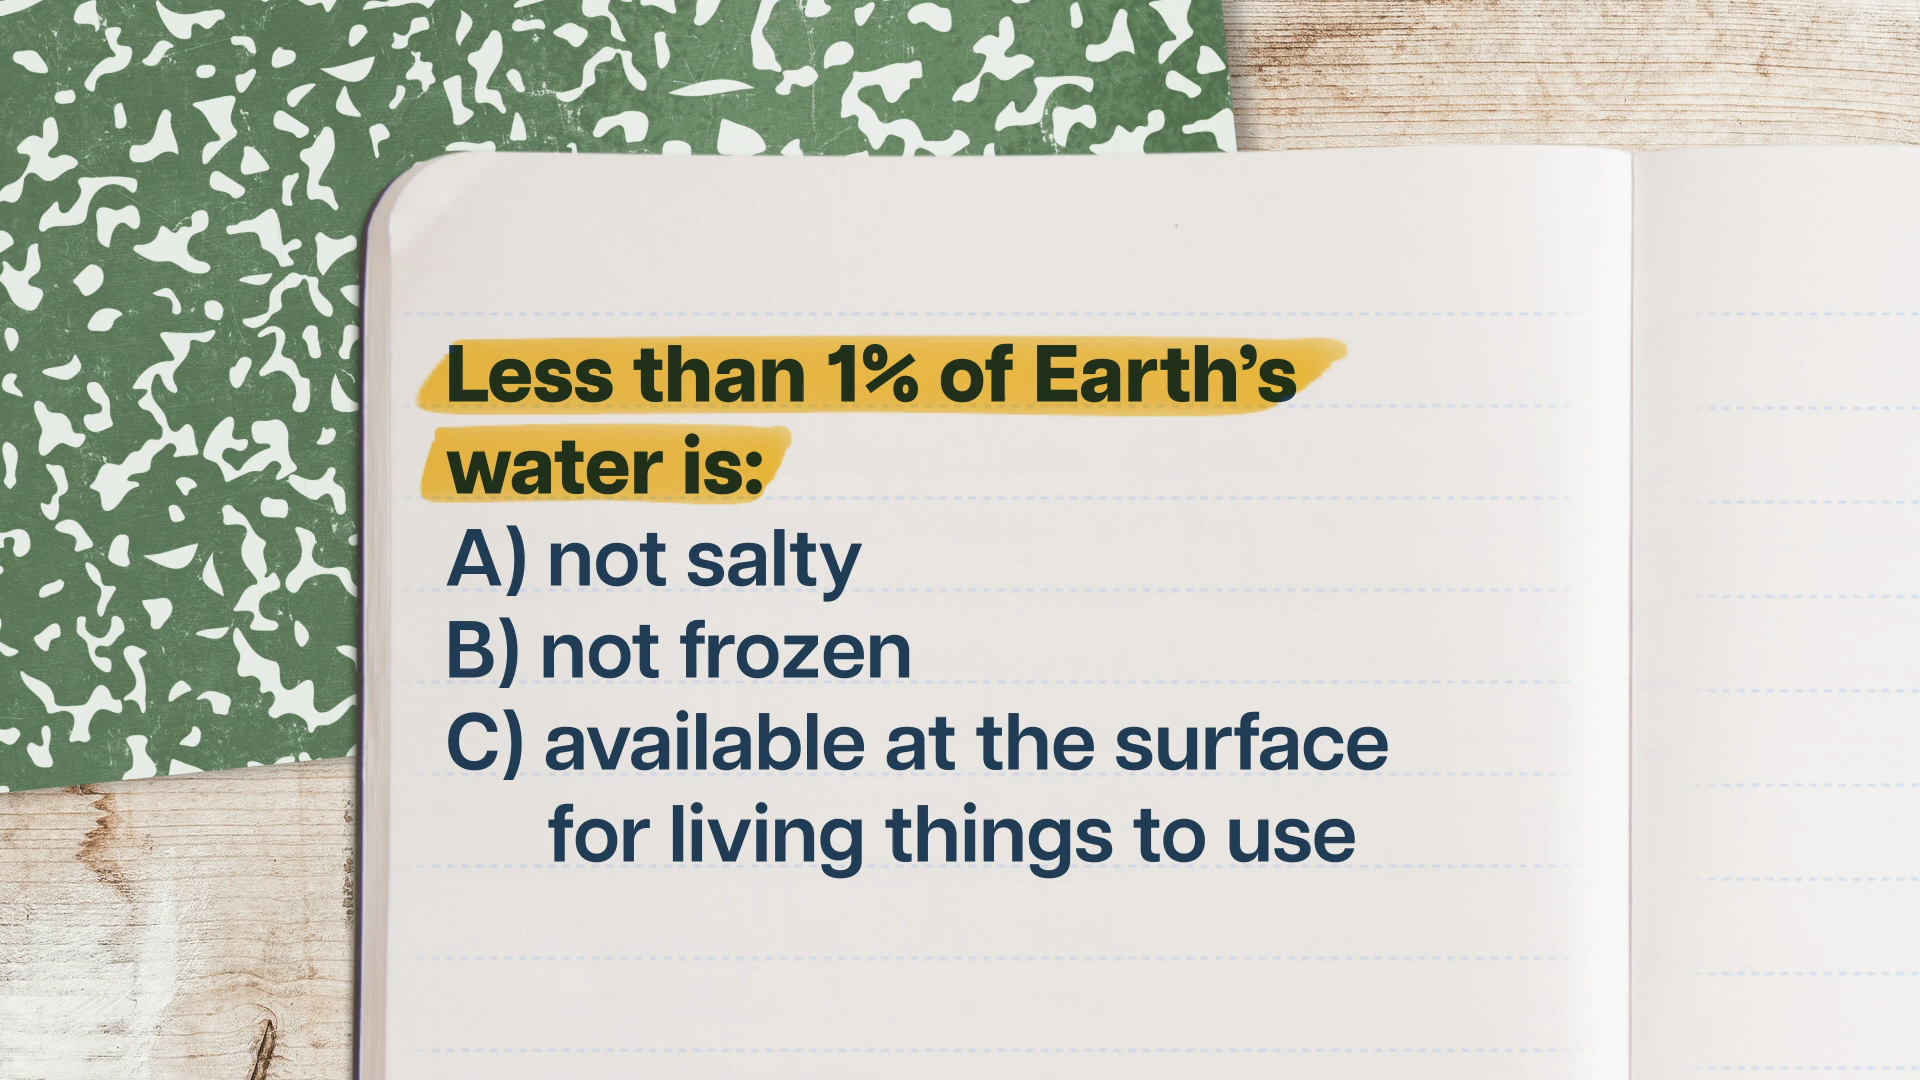 Less than 1% of Earth’s
water is:
A) not salty
B) not frozen
C) available at the surface
for living things to use